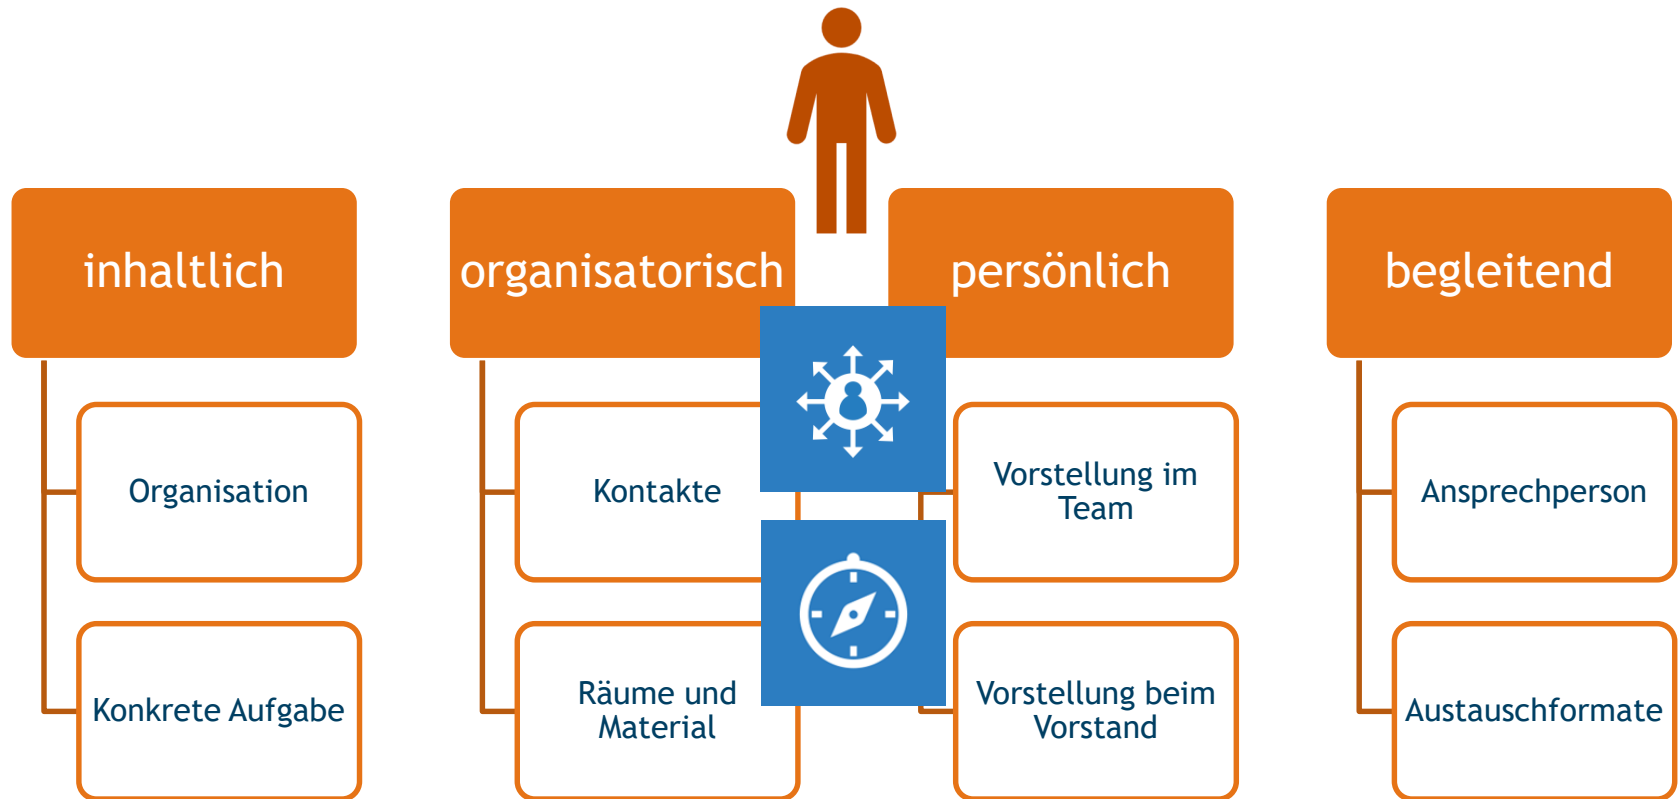 inhaltlich
organisatorisch
persönlich
begleitend
Organisation
Kontakte
Vorstellung im
Team
Ansprechperson
Konkrete Aufgabe
Räume und
Material
Vorstellung beim
Vorstand
Austauschformate